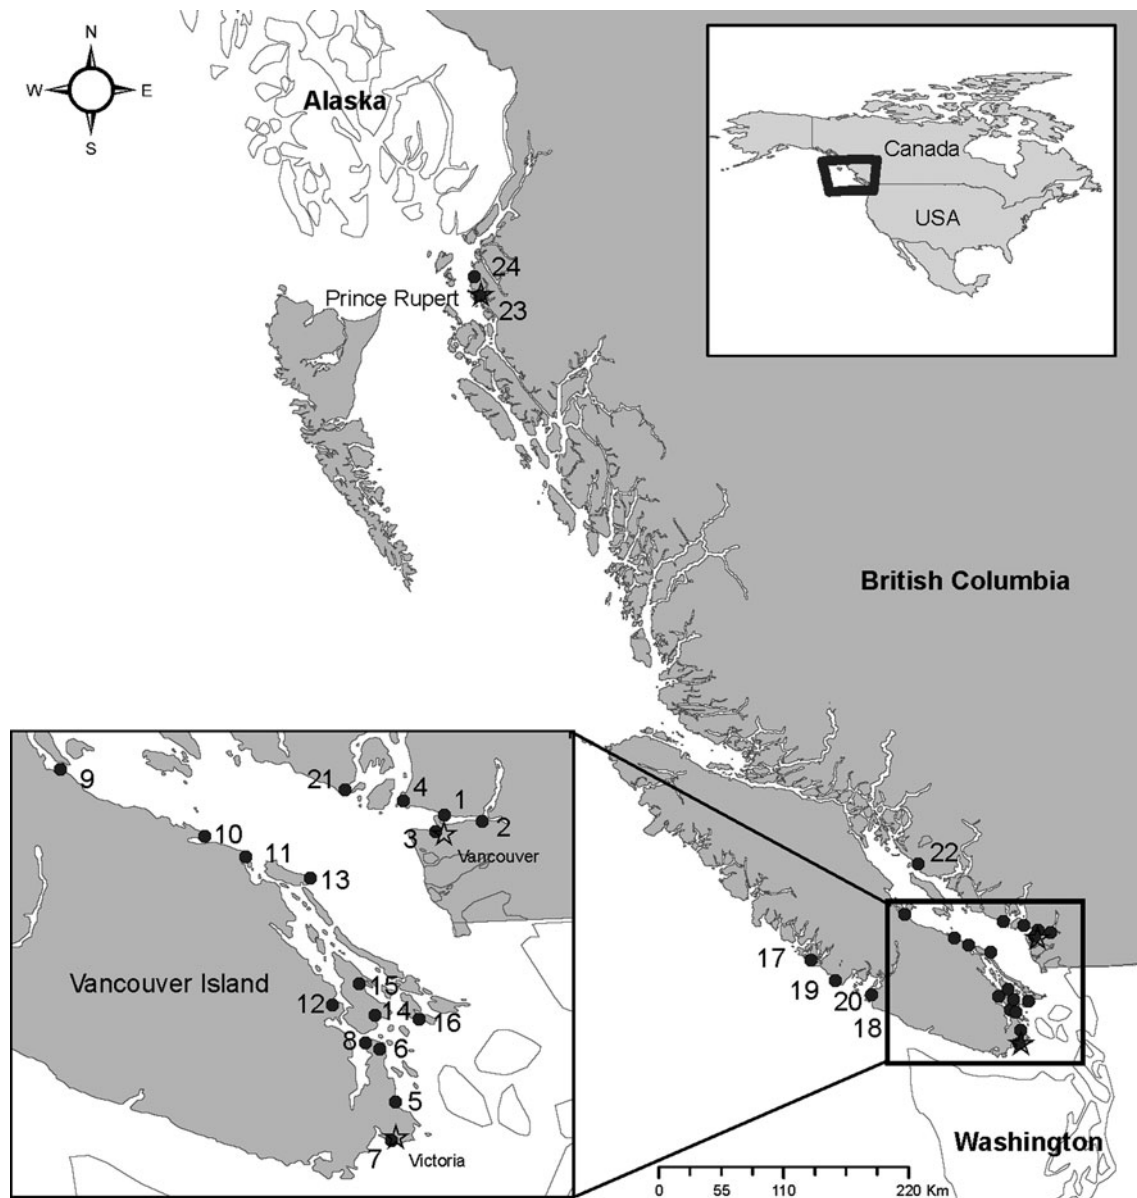 N
W E
S
Alaska
Canada
USA
24
Prince Rupert
23
British Columbia
9
21
4
1
2
3
Vancouver
10
11
13
22
Vancouver Island
15
12
14
16
8
6
5
7
Victoria
17
19
20
18
Washington
0 55 110 220 Km